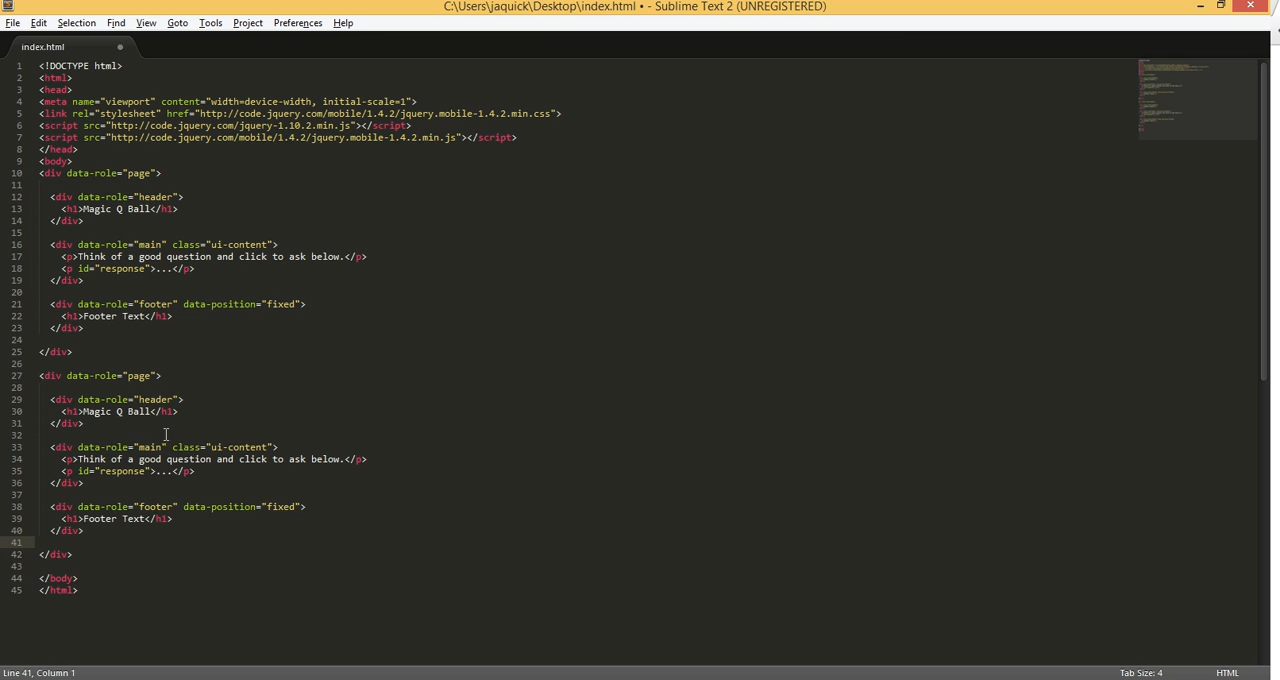 C:\Users\jaquick\Desktop\index.html • - Sublime Text 2 (UNREGISTERED)
File Edit Selection Find View Goto Tools Project Preferences Help
index.html
1 <!DOCTYPE html>
2 <html>
3 <head>
4 <meta name="viewport" content="width=device-width, initial-scale=1">
5 <link rel="stylesheet" href="http://code.jquery.com/mobile/1.4.2/jquery.mobile-1.4.2.min.css">
6 <script src="http://code.jquery.com/jquery-1.10.2.min.js"></script>
7 <script src="http://code.jquery.com/mobile/1.4.2/jquery.mobile-1.4.2.min.js"></script>
8 </head>
9 <body>
10 <div data-role="page">
11
12 <div data-role="header">
13 <h1>Magic Q Ball</h1>
14 </div>
15
16 <div data-role="main" class="ui-content">
17 <p>Think of a good question and click to ask below.</p>
18 <p id="response">...</p>
19 </div>
20
21 <div data-role="footer" data-position="fixed">
22 <h1>Footer Text</h1>
23 </div>
24
25 </div>
26
27 <div data-role="page">
28
29 <div data-role="header">
30 <h1>Magic Q Ball</h1>
31 </div>
32
33 <div data-role="main" class="ui-content">
34 <p>Think of a good question and click to ask below.</p>
35 <p id="response">...</p>
36 </div>
37
38 <div data-role="footer" data-position="fixed">
39 <h1>Footer Text</h1>
40 </div>
41
42 </div>
43
44 </body>
45 </html>
Line 41, Column 1 Tab Size: 4 HTML